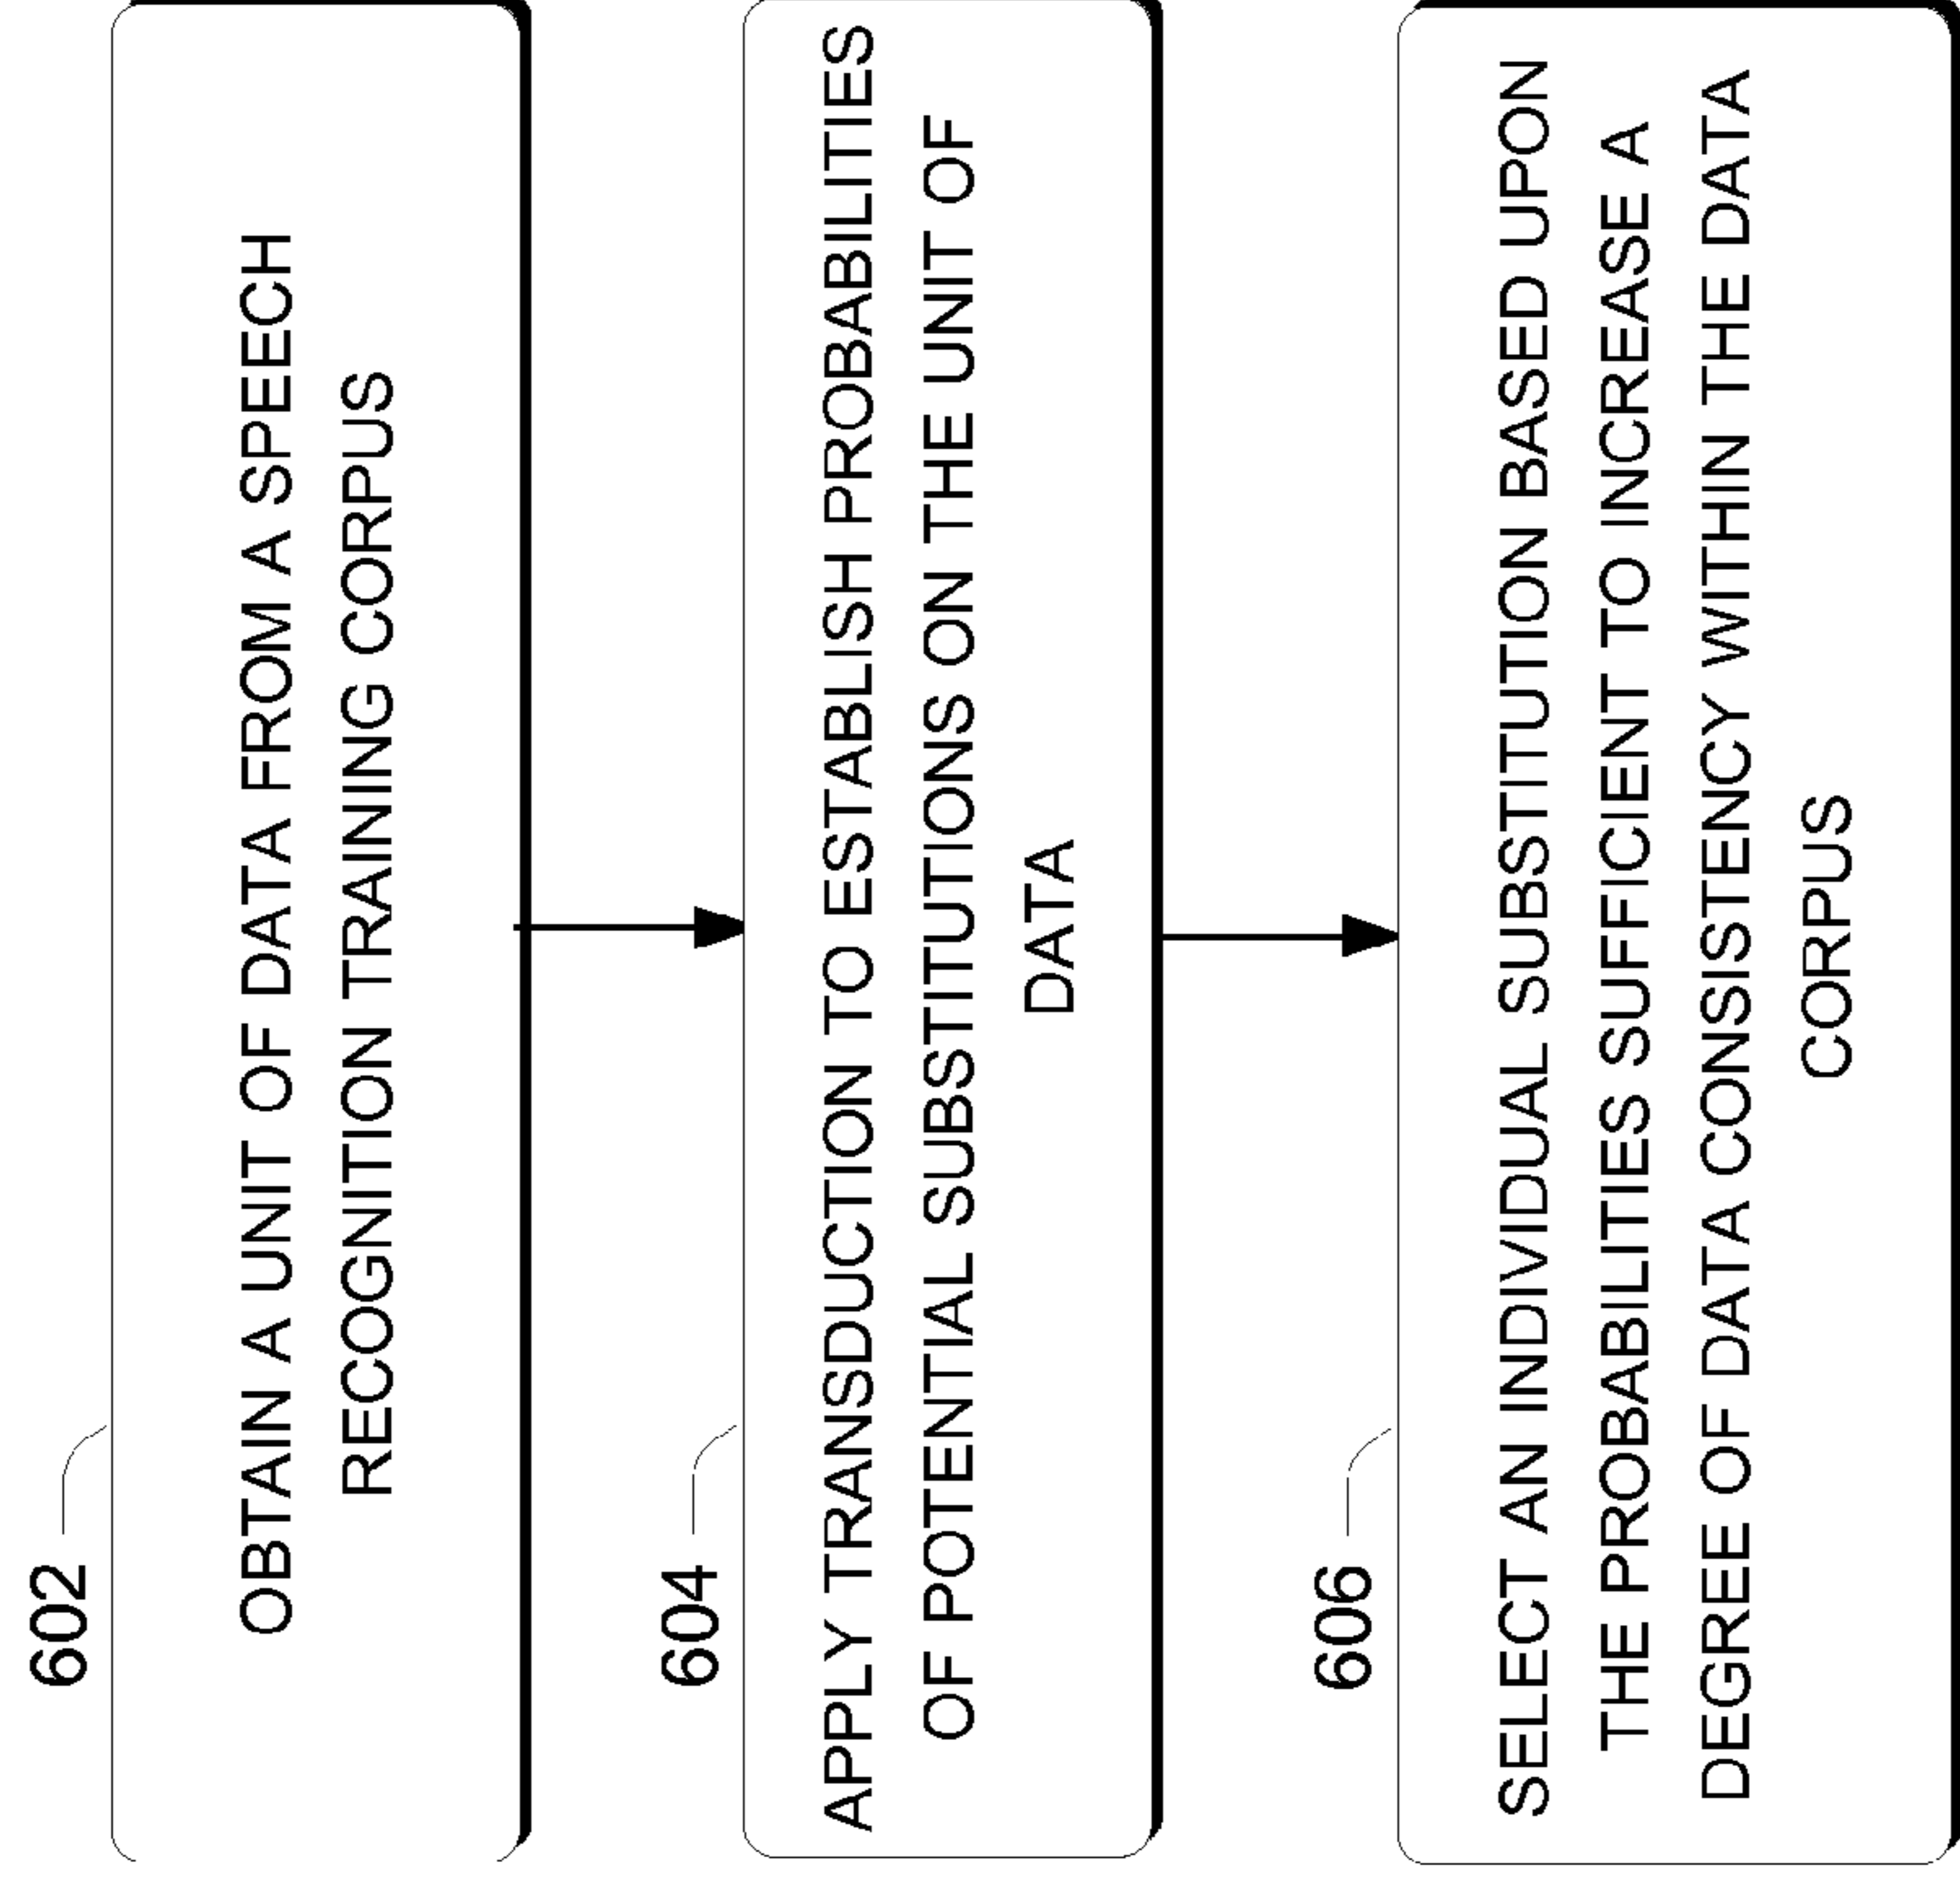 602
OBTAIN A UNIT OF DATA FROM A SPEECH
RECOGNITION TRAINING CORPUS
604
APPLY TRANSDUCTION TO ESTABLISH PROBABILITIES
OF POTENTIAL SUBSTITUTIONS ON THE UNIT OF
DATA
606
SELECT AN INDIVIDUAL SUBSTITUTION BASED UPON
THE PROBABILITIES SUFFICIENT TO INCREASE A
DEGREE OF DATA CONSISTENCY WITHIN THE DATA
CORPUS